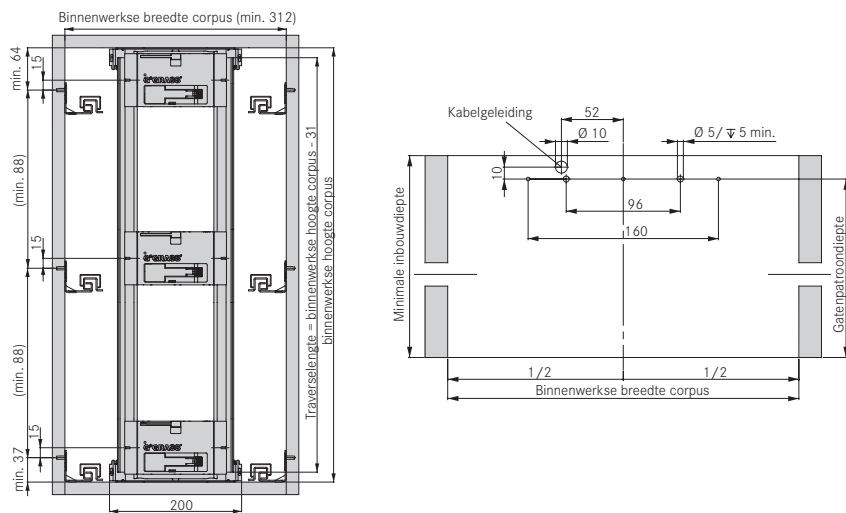 Binnenwerkse breedte corpus (min. 312)
min. 64
15
(min. 88)
15
(min. 88)
15
min. 37
GRASS
GRASS
GRASS
Traverselengte = binnenwerkse hoogte corpus - 31
binnenwerkse hoogte corpus
200
Kabelgeleiding
52
Ø 10
Ø 5/ ↧ 5 min.
10
96
160
Minimale inbouwdiepte
Gatenpatroondiepte
1/2
1/2
Binnenwerkse breedte corpus